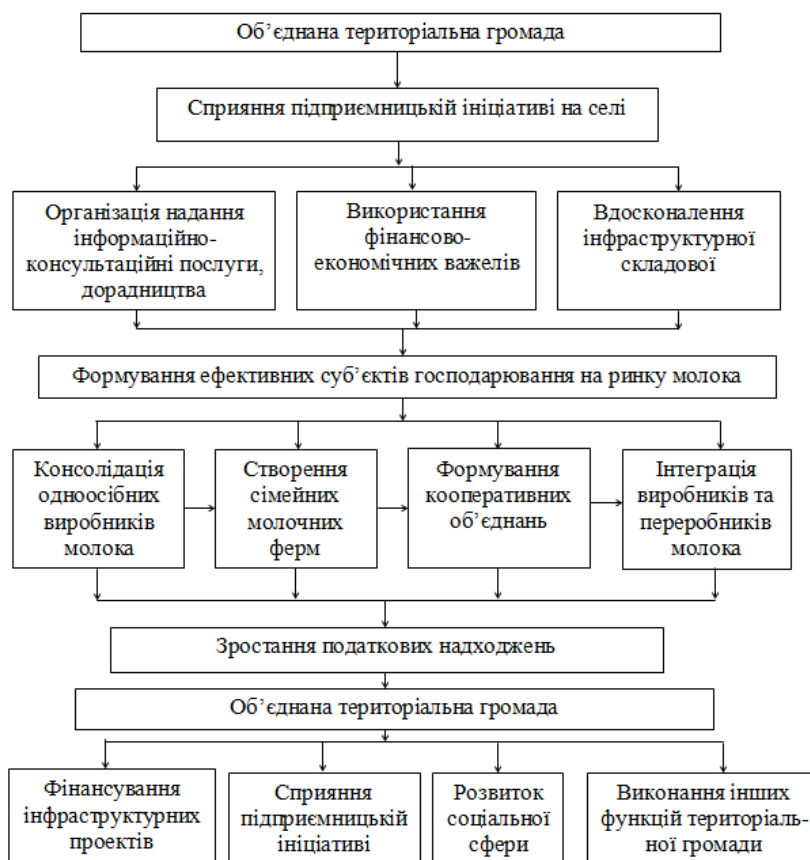 Об’єднана територіальна громада
Сприяння підприємницькій ініціативі на селі
Організація надання
інформаційно-
консультаційні послуги,
дорадництва
Використання
фінансово-
економічних важелів
Вдосконалення
інфраструктурної
складової
Формування ефективних суб’єктів господарювання на ринку молока
Консолідація
одноосібних
виробників
молока
Створення
сімейних
молочних
ферм
Формування
кооперативних
об’єднань
Інтеграція
виробників та
переробників
молока
Зростання податкових надходжень
Об’єднана територіальна громада
Фінансування
інфраструктурних
проектів
Сприяння
підприємницькій
ініціативі
Розвиток
соціальної
сфери
Виконання інших
функцій територіаль-
ної громади